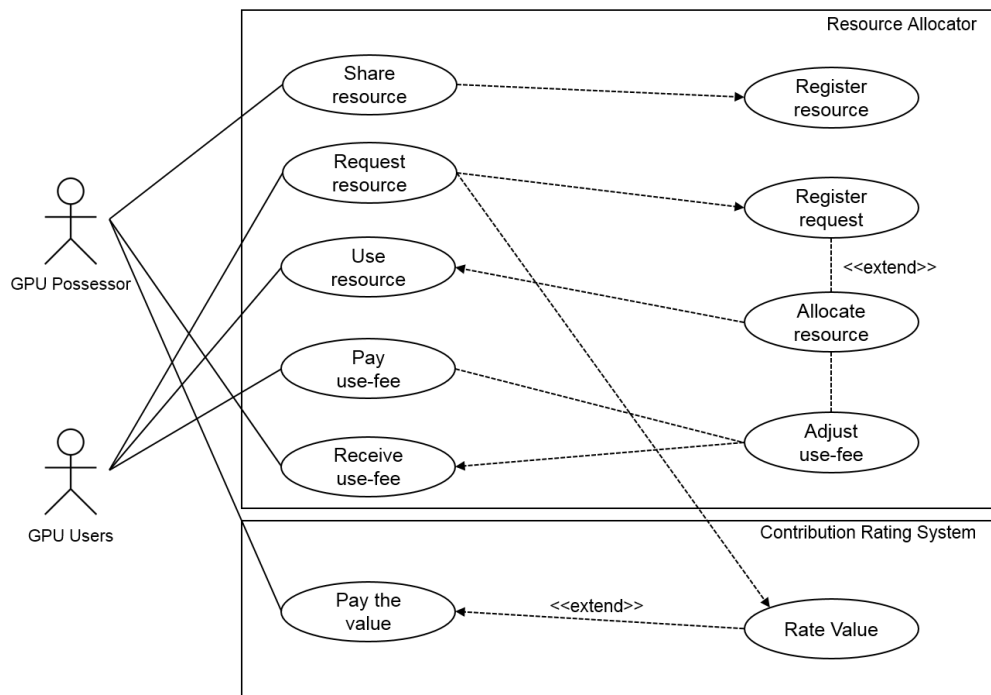 Resource Allocator
Share
resource
Register
resource
Request
resource
Register
request
GPU Possessor
Use
resource
<<extend>>
Allocate
resource
Pay
use-fee
Adjust
use-fee
Receive
use-fee
GPU Users
Contribution Rating System
Pay the
value
<<extend>>
Rate Value